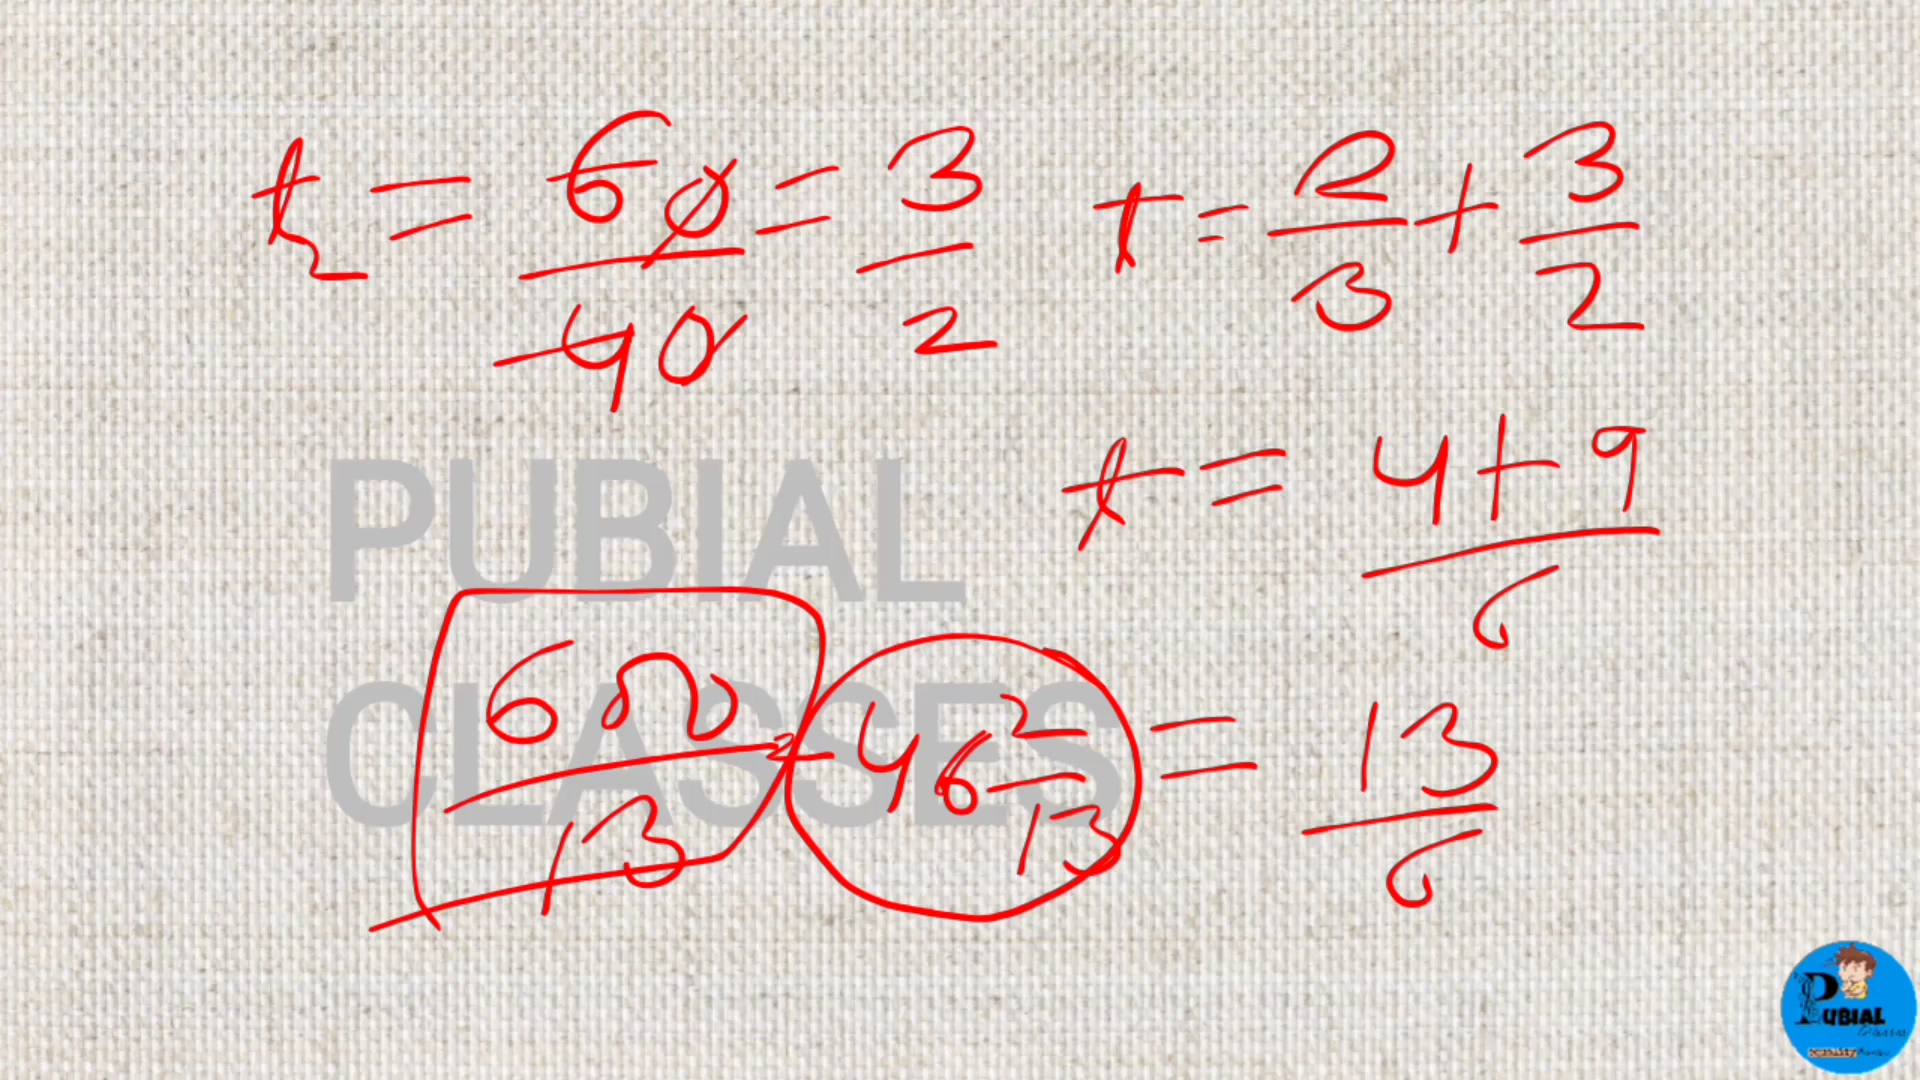 t₂ = 60/40 = 3/2
t = 2/3 + 3/2
t = (4+9)/6
= 13/6
600/13 = 46 2/13
PUBIAL
CLASSES
PUBIAL